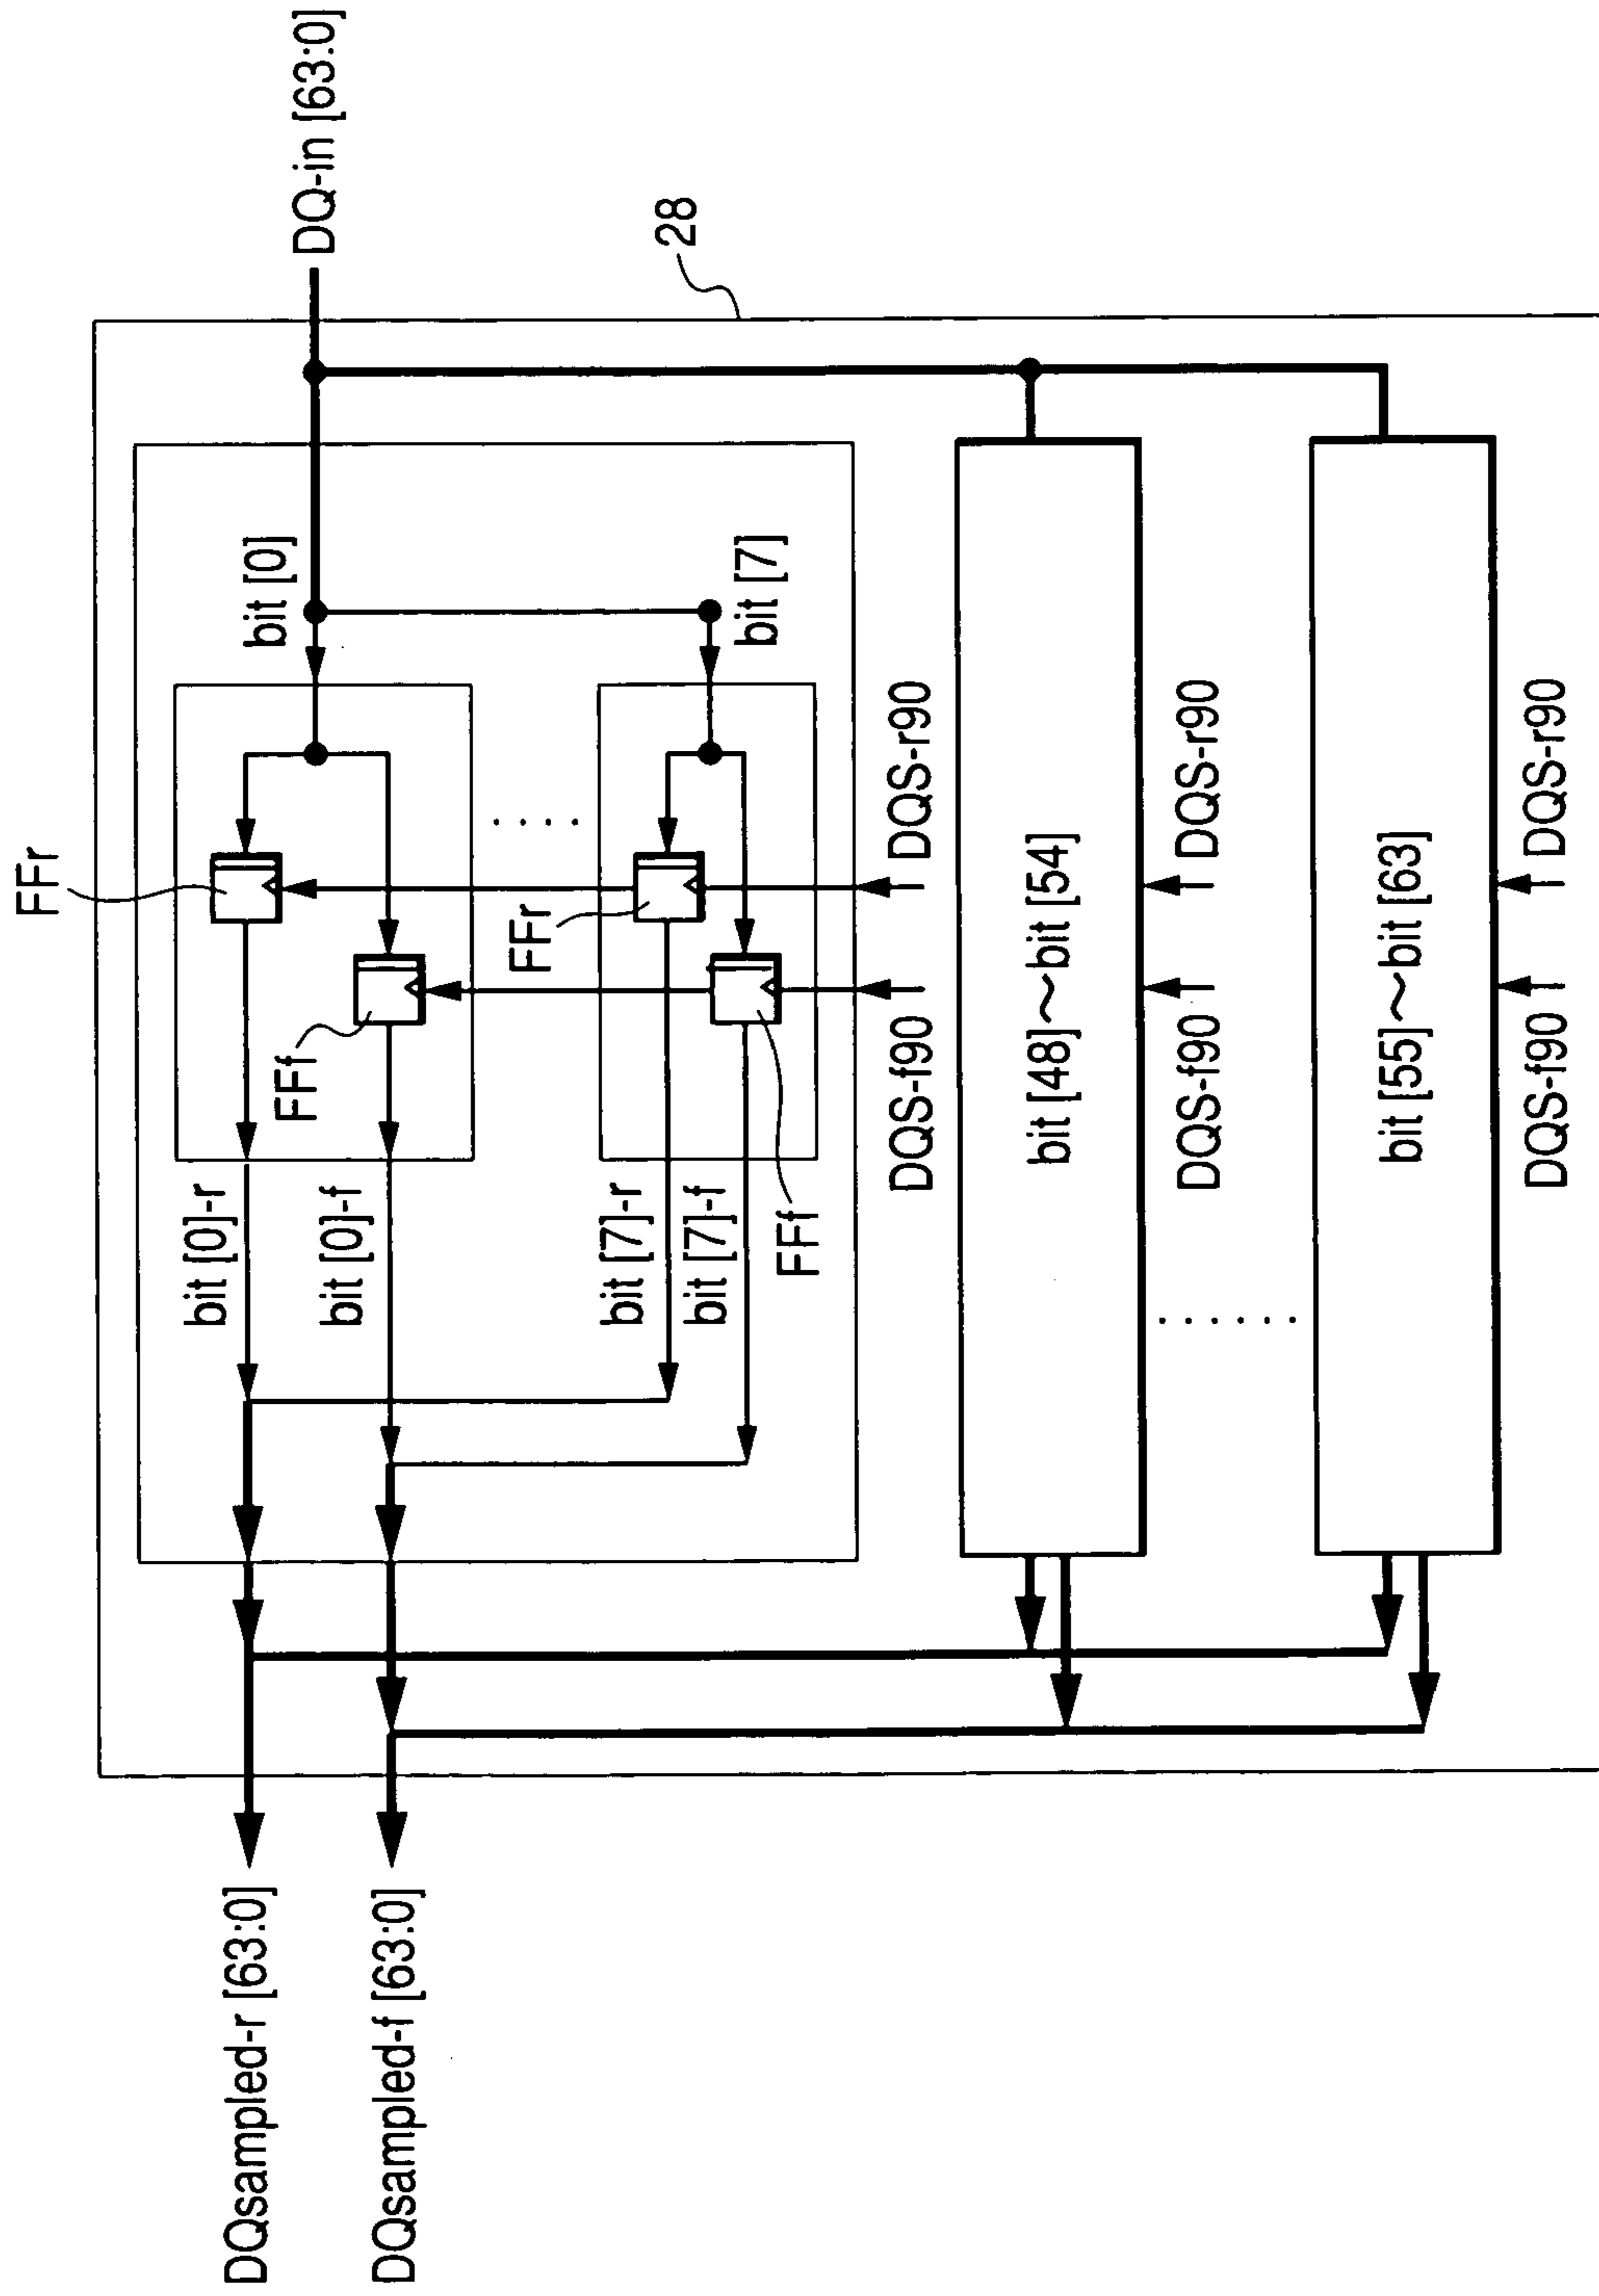 DQ-in [63:0]
28
FFr
bit [0]
bit [7]
FFr
FFf
FFf
bit [0]-r
bit [0]-f
bit [7]-r
bit [7]-f
DQS-r90
DQS-f90
bit [48]~bit [54]
DQS-r90
DQS-f90
bit [55]~bit [63]
DQS-r90
DQS-f90
DQsampled-r [63:0]
DQsampled-f [63:0]